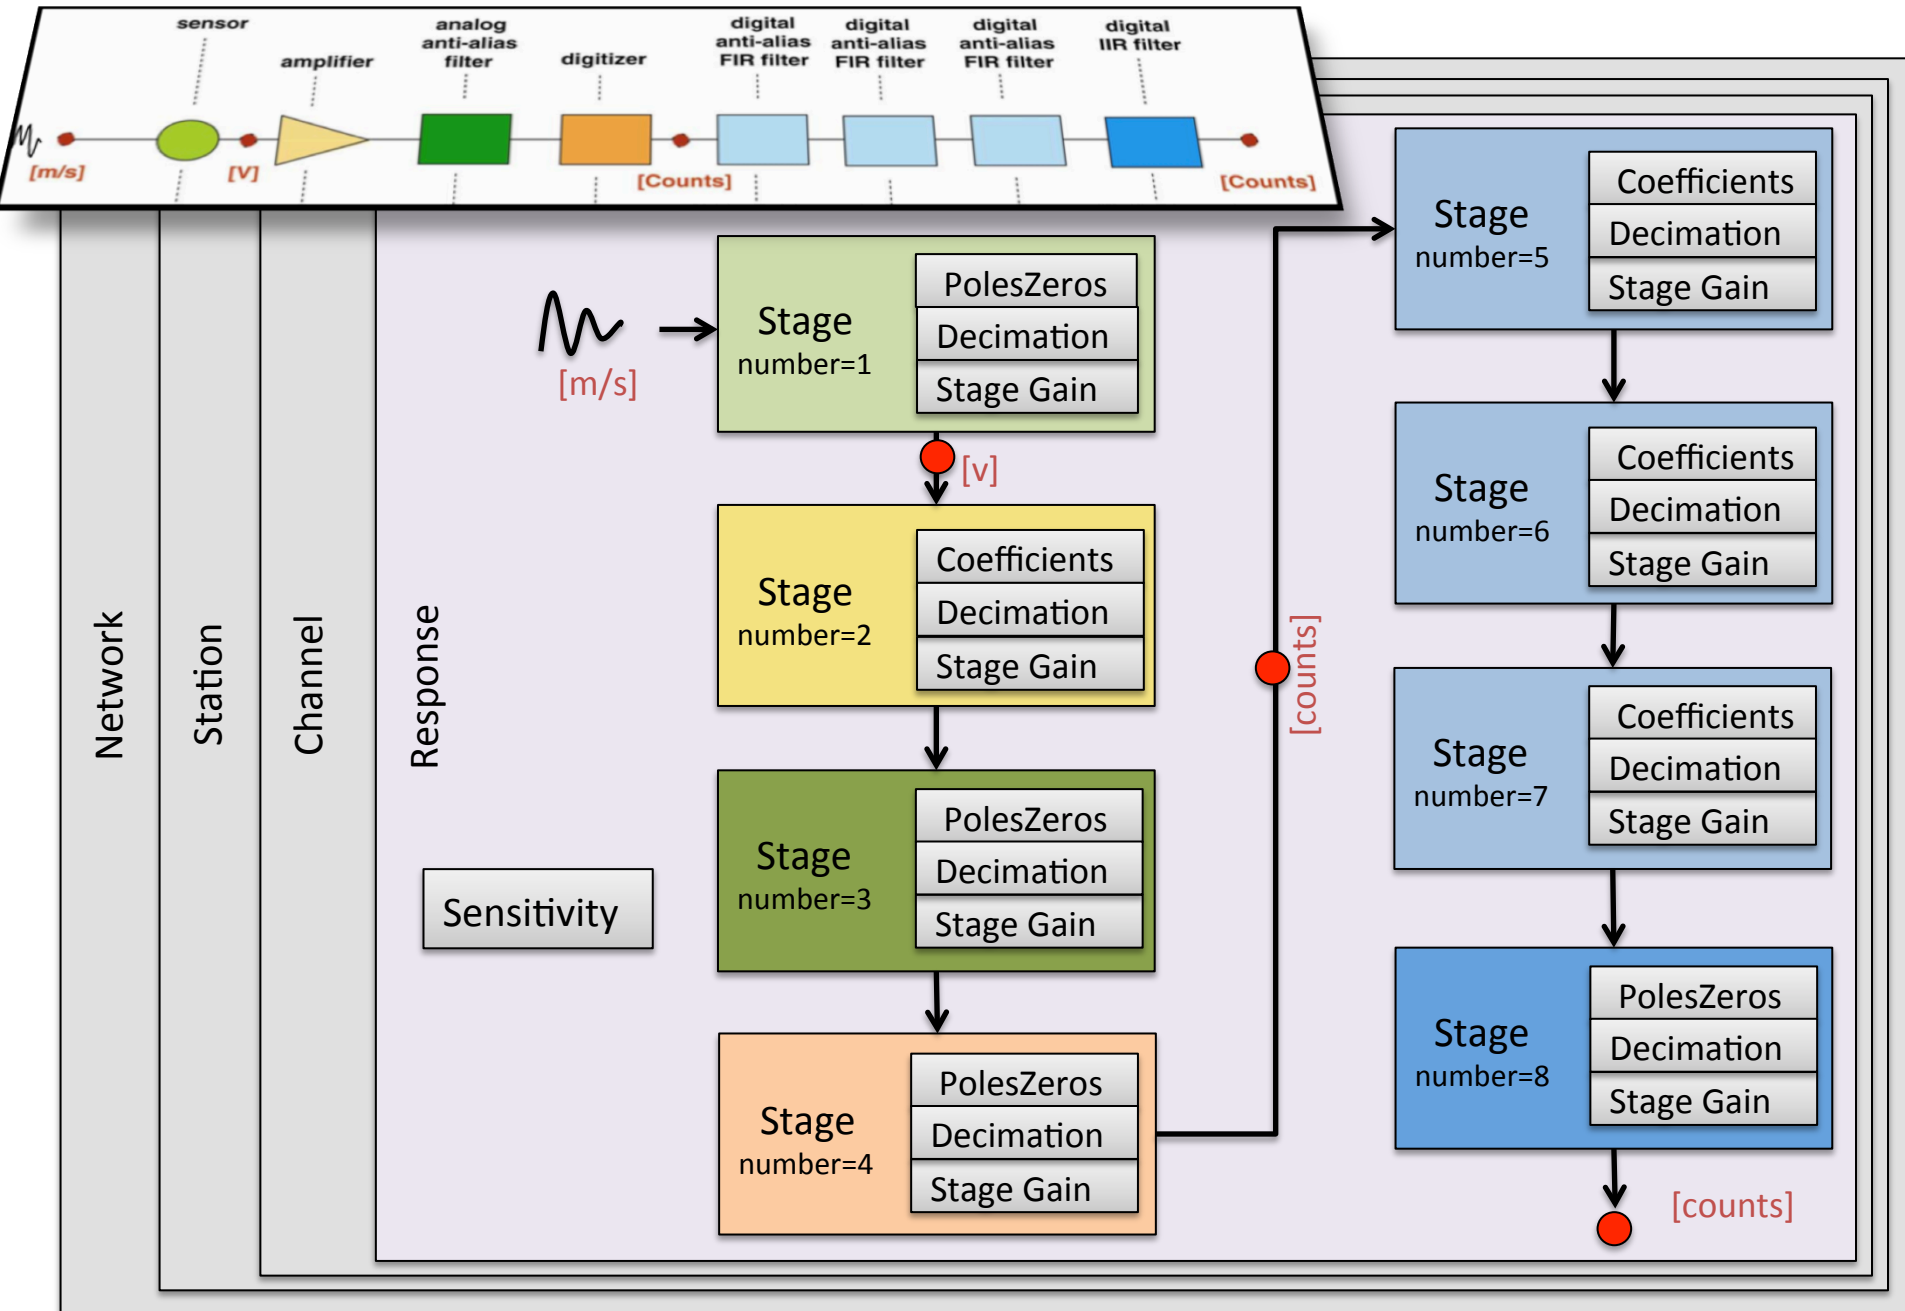 sensor
amplifier
analog
anti-alias
filter
digitizer
digital
anti-alias
FIR filter
digital
anti-alias
FIR filter
digital
anti-alias
FIR filter
digital
IIR filter
[m/s]
[V]
[Counts]
[Counts]
Network
Station
Channel
Response
Sensitivity
[m/s]
Stage
number=1
PolesZeros
Decimation
Stage Gain
[v]
Stage
number=2
Coefficients
Decimation
Stage Gain
Stage
number=3
PolesZeros
Decimation
Stage Gain
Stage
number=4
PolesZeros
Decimation
Stage Gain
[counts]
Stage
number=5
Coefficients
Decimation
Stage Gain
Stage
number=6
Coefficients
Decimation
Stage Gain
Stage
number=7
Coefficients
Decimation
Stage Gain
Stage
number=8
PolesZeros
Decimation
Stage Gain
[counts]